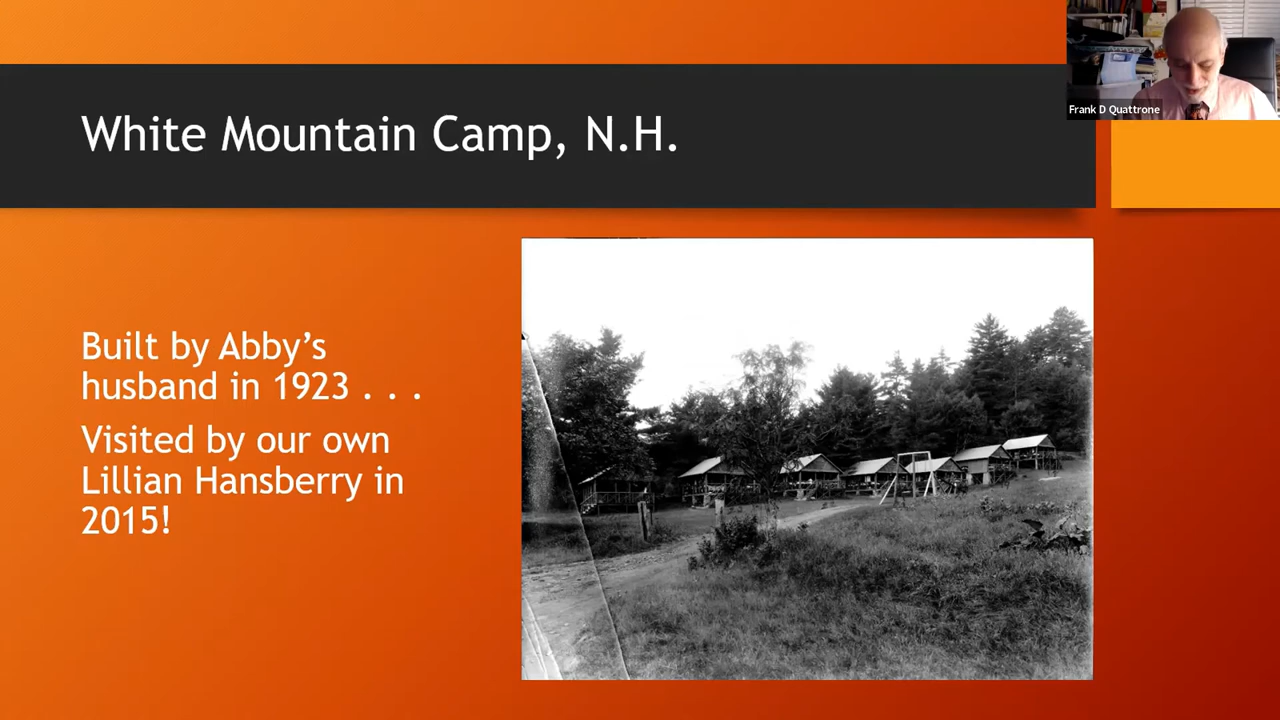 White Mountain Camp, N.H.
Frank D Quattrone
Built by Abby’s
husband in 1923 . . .
Visited by our own
Lillian Hansberry in
2015!